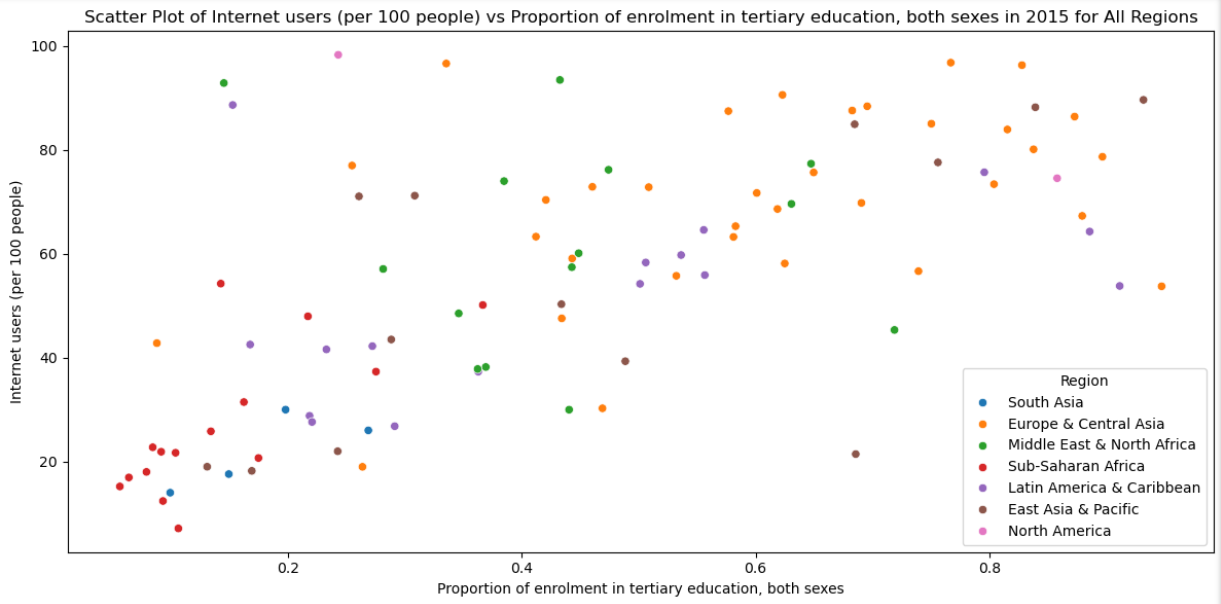 Scatter Plot of Internet users (per 100 people) vs Proportion of enrolment in tertiary education, both sexes in 2015 for All Regions
100
80
60
40
20
Internet users (per 100 people)
Region
South Asia
Europe & Central Asia
Middle East & North Africa
Sub-Saharan Africa
Latin America & Caribbean
East Asia & Pacific
North America
0.2 0.4 0.6 0.8
Proportion of enrolment in tertiary education, both sexes